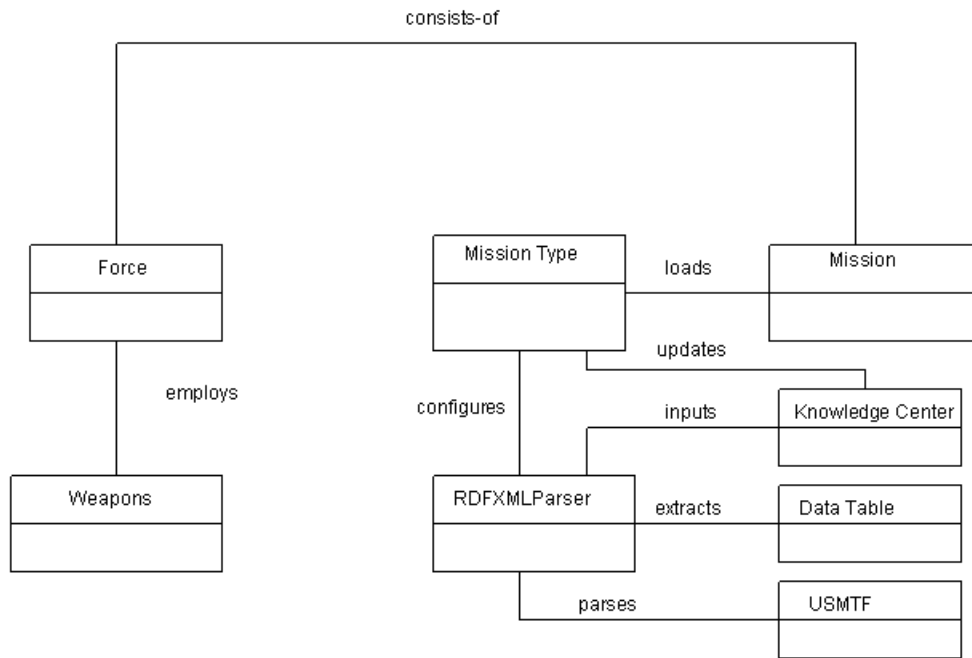 consists-of
Force
Mission Type
loads
Mission
updates
employs
configures
inputs
Knowledge Center
Weapons
RDFXMLParser
extracts
Data Table
parses
USMTF